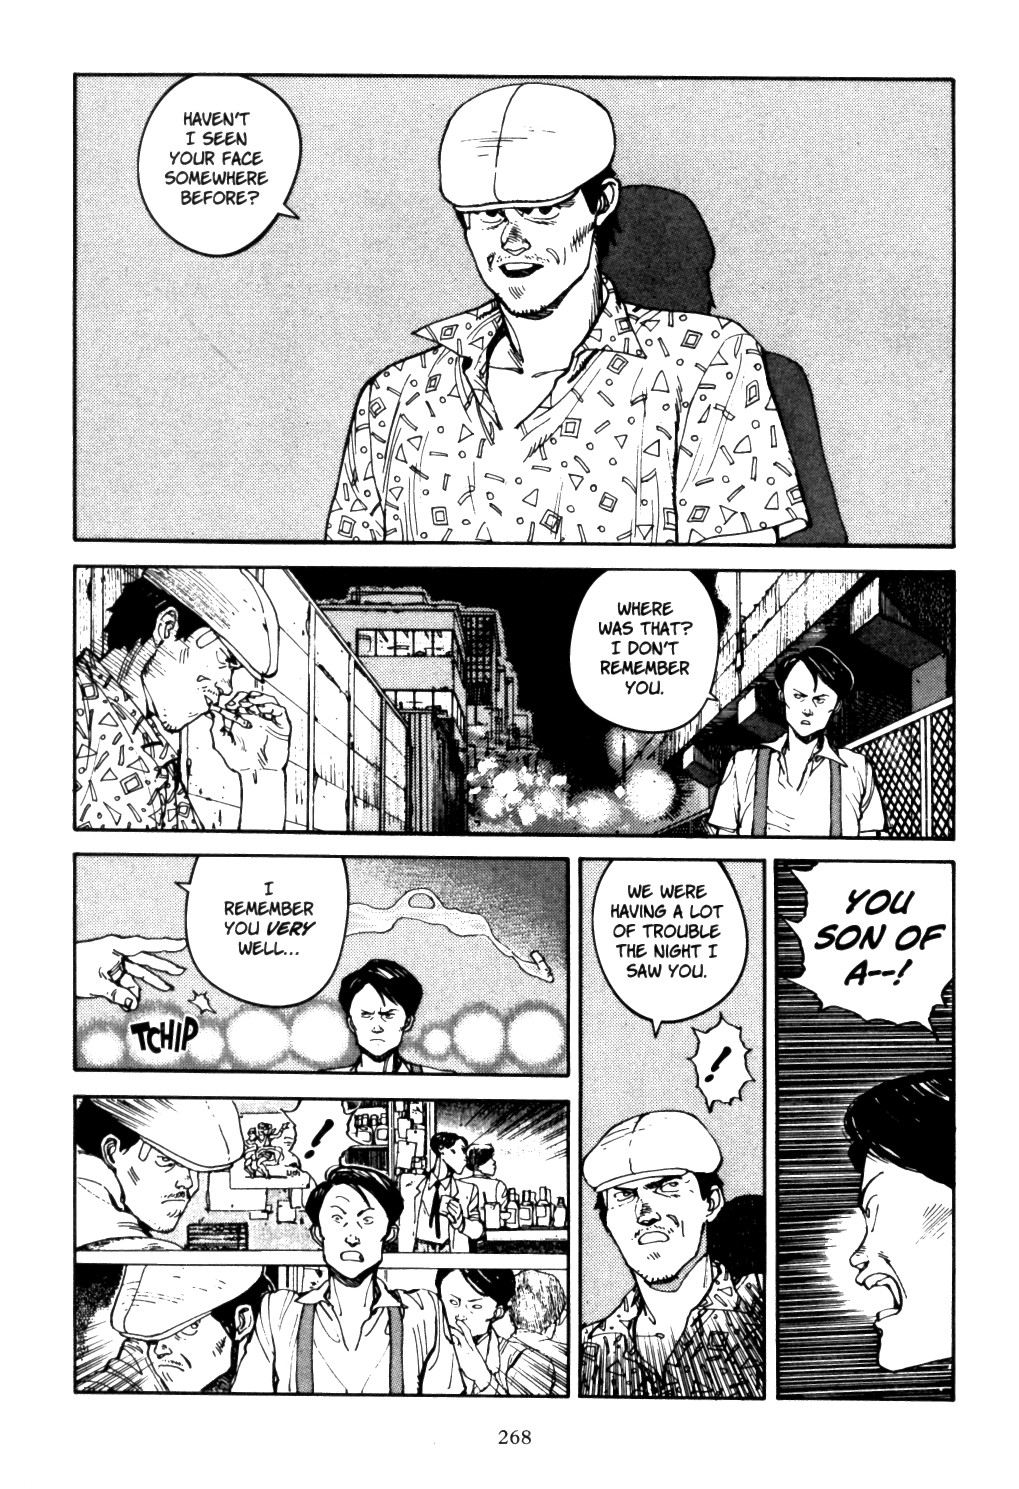 HAVEN'T
I SEEN
YOUR FACE
SOMEWHERE
BEFORE?
WHERE
WAS THAT?
I DON'T
REMEMBER
YOU.
I
REMEMBER
YOU VERY
WELL...
TCHIP
!
WE WERE
HAVING A LOT
OF TROUBLE
THE NIGHT I
SAW YOU.
!
YOU
SON OF
A--!
268